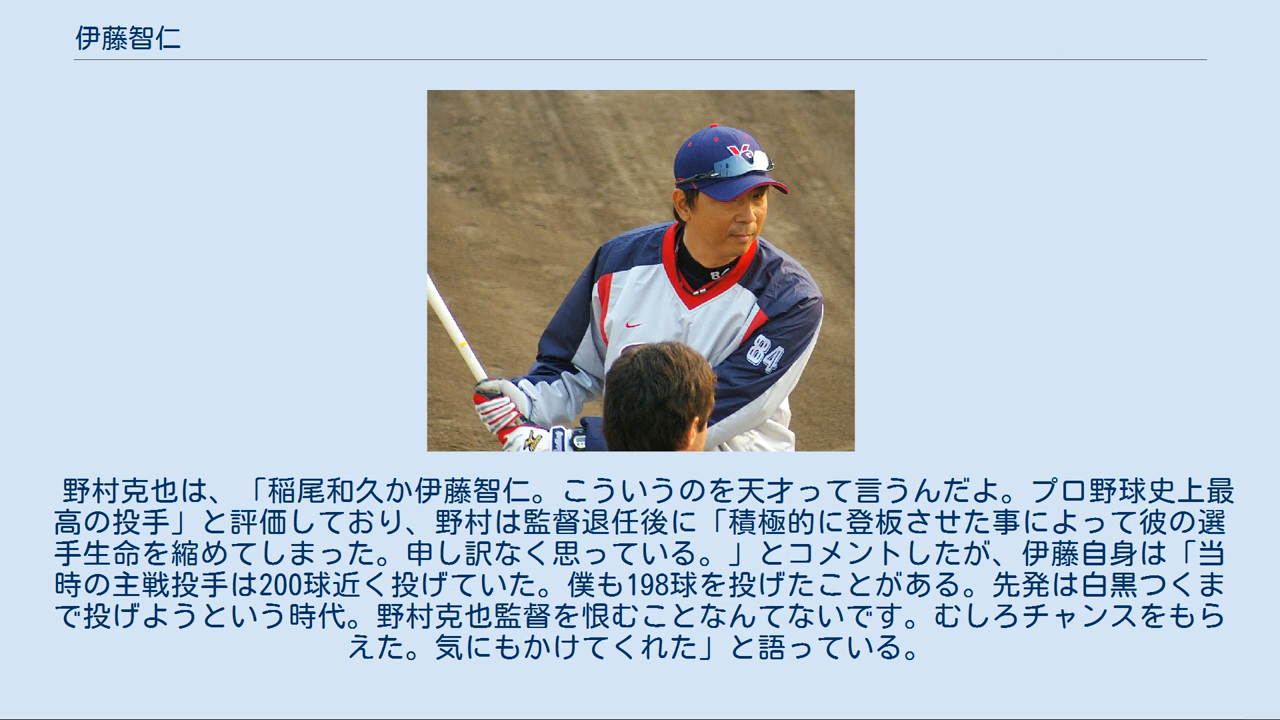 伊藤智仁
84
84
野村克也は、「稲尾和久か伊藤智仁。こういうのを天才って言うんだよ。プロ野球史上最
高の投手」と評価しており、野村は監督退任後に「積極的に登板させた事によって彼の選
手生命を縮めてしまった。申し訳なく思っている。」とコメントしたが、伊藤自身は「当
時の主戦投手は200球近く投げていた。僕も198球を投げたことがある。先発は白黒つくま
で投げようという時代。野村克也監督を恨むことなんてないです。むしろチャンスをもら
えた。気にもかけてくれた」と語っている。